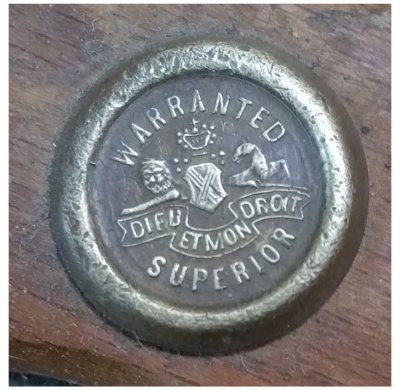 WARRANTED
DIEU ET MON DROIT
SUPERIOR